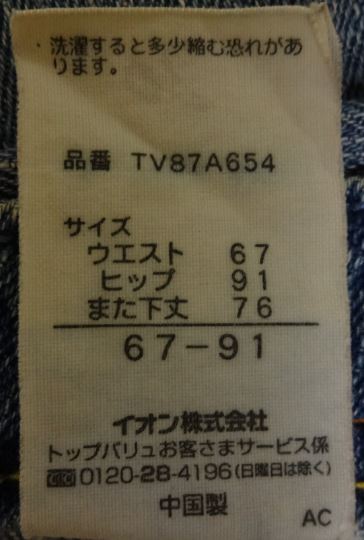 洗濯すると多少縮む恐れがあ
ります。
品番 TV87A654
サイズ
ウエスト 67
ヒップ 91
また下丈 76
67-91
イオン株式会社
トップバリュお客さまサービス係
0120-28-4196(日曜日は除く)
中国製
AC